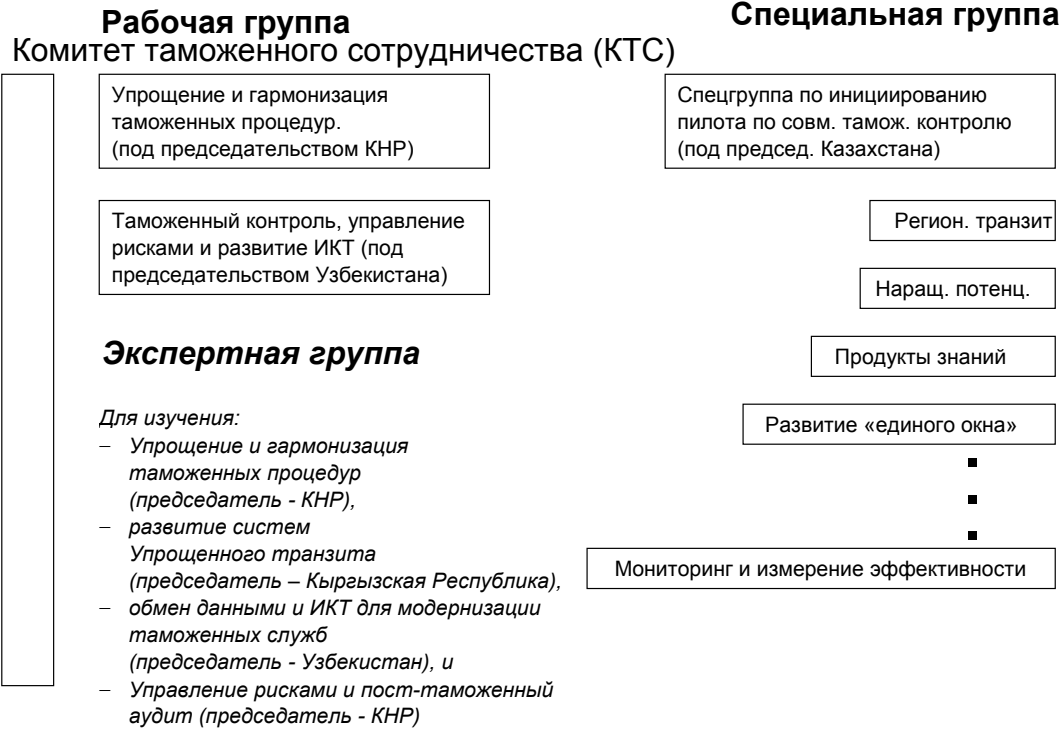 Рабочая группа
Специальная группа
Комитет таможенного сотрудничества (КТС)
Упрощение и гармонизация
таможенных процедур.
(под председательством КНР)
Таможенный контроль, управление
рисками и развитие ИКТ (под
председательством Узбекистана)
Экспертная группа
Для изучения:
– Упрощение и гармонизация
таможенных процедур
(председатель - КНР),
– развитие систем
Упрощенного транзита
(председатель – Кыргызская Республика),
– обмен данными и ИКТ для модернизации
таможенных служб
(председатель - Узбекистан), и
– Управление рисками и пост-таможенный
аудит (председатель - КНР)
Спецгруппа по инициированию
пилота по совм. тамож. контролю
(под председ. Казахстана)
Регион. транзит
Наращ. потенц.
Продукты знаний
Развитие «единого окна»
Мониторинг и измерение эффективности